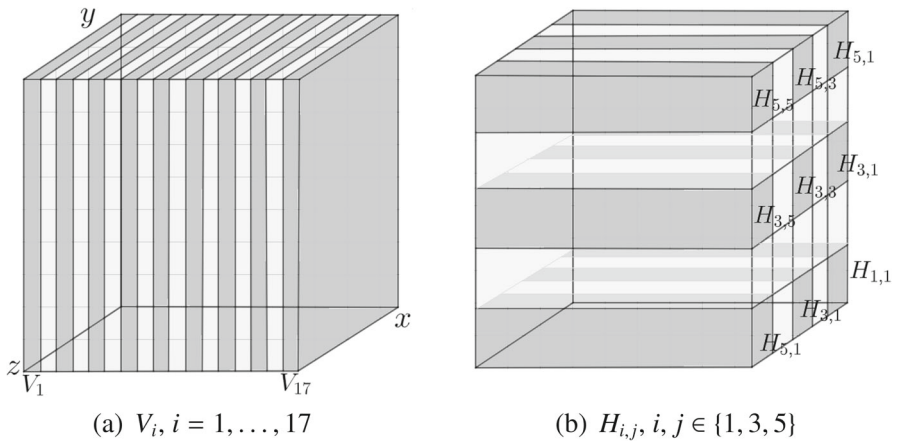 y
z
x
V_1
V_17
H_{5,1}
H_{5,3}
H_{5,5}
H_{3,1}
H_{3,3}
H_{3,5}
H_{1,1}
H_{3,1}
H_{5,1}
(a) V_i, i = 1, . . . , 17
(b) H_{i,j}, i, j ∈ {1, 3, 5}